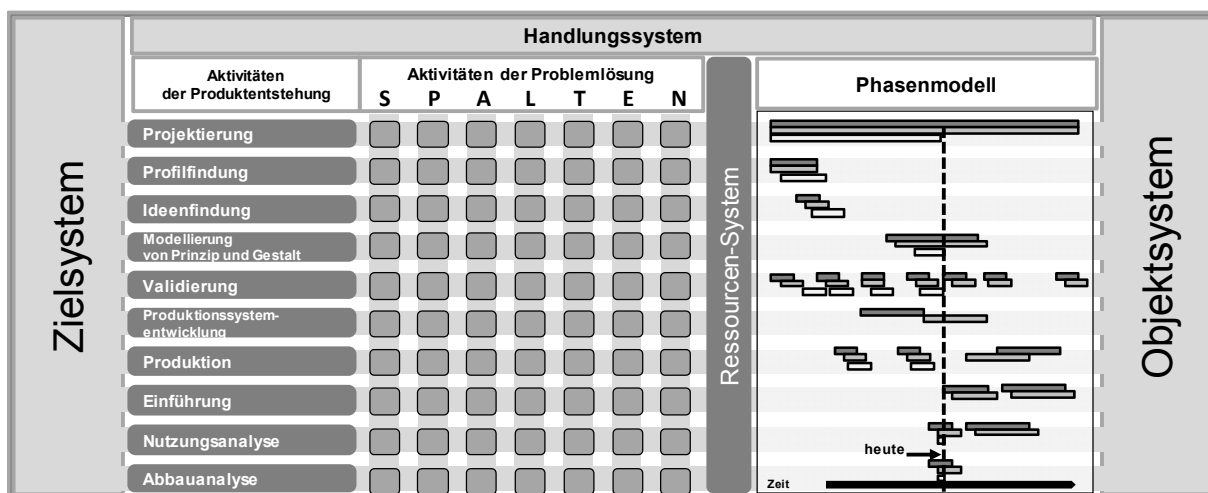 Handlungssystem
Zielsystem
Aktivitäten
der Produktentstehung
Aktivitäten der Problemlösung
S P A L T E N
Ressourcen-System
Phasenmodell
Objektsystem
Projektierung
Profilfindung
Ideenfindung
Modellierung
von Prinzip und Gestalt
Validierung
Produktionssystem-
entwicklung
Produktion
Einführung
Nutzungsanalyse
Abbauanalyse
heute
Zeit